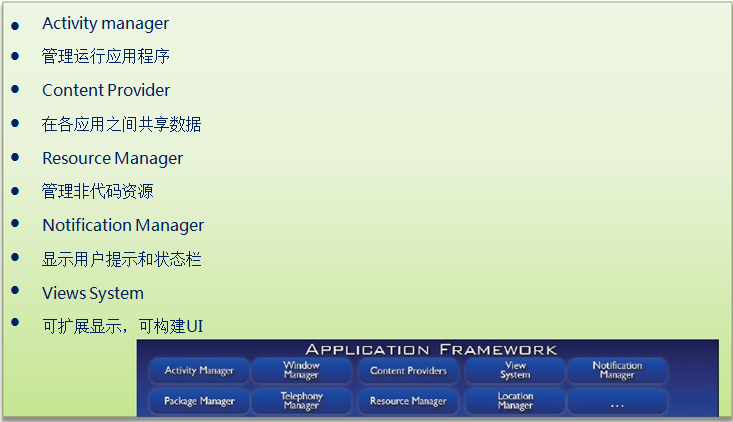 Activity manager
管理运行应用程序
Content Provider
在各应用之间共享数据
Resource Manager
管理非代码资源
Notification Manager
显示用户提示和状态栏
Views System
可扩展显示，可构建UI
APPLICATION FRAMEWORK
Activity Manager
Window
Manager
Content Providers
View
System
Notification
Manager
Package Manager
Telephony
Manager
Resource Manager
Location
Manager
...